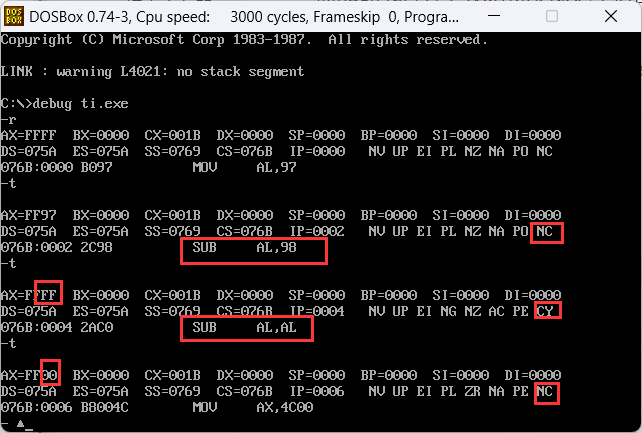 DOS BOX
DOSBox 0.74-3, Cpu speed: 3000 cycles, Frameskip 0, Progra...
Copyright (C) Microsoft Corp 1983-1987. All rights reserved.
LINK : warning L4021: no stack segment
C:\>debug ti.exe
-r
AX=FFFF BX=0000 CX=001B DX=0000 SP=0000 BP=0000 SI=0000 DI=0000
DS=075A ES=075A SS=0769 CS=076B IP=0000 NV UP EI PL NZ NA PO NC
076B:0000 B097 MOV AL,97
-t
AX=FF97 BX=0000 CX=001B DX=0000 SP=0000 BP=0000 SI=0000 DI=0000
DS=075A ES=075A SS=0769 CS=076B IP=0002 NV UP EI PL NZ NA PO NC
076B:0002 2C98 SUB AL,98
-t
AX=FFFF BX=0000 CX=001B DX=0000 SP=0000 BP=0000 SI=0000 DI=0000
DS=075A ES=075A SS=0769 CS=076B IP=0004 NV UP EI NG NZ AC PE CY
076B:0004 2AC0 SUB AL,AL
-t
AX=FF00 BX=0000 CX=001B DX=0000 SP=0000 BP=0000 SI=0000 DI=0000
DS=075A ES=075A SS=0769 CS=076B IP=0006 NV UP EI PL ZR NA PE NC
076B:0006 B8004C MOV AX,4C00
- ▲_